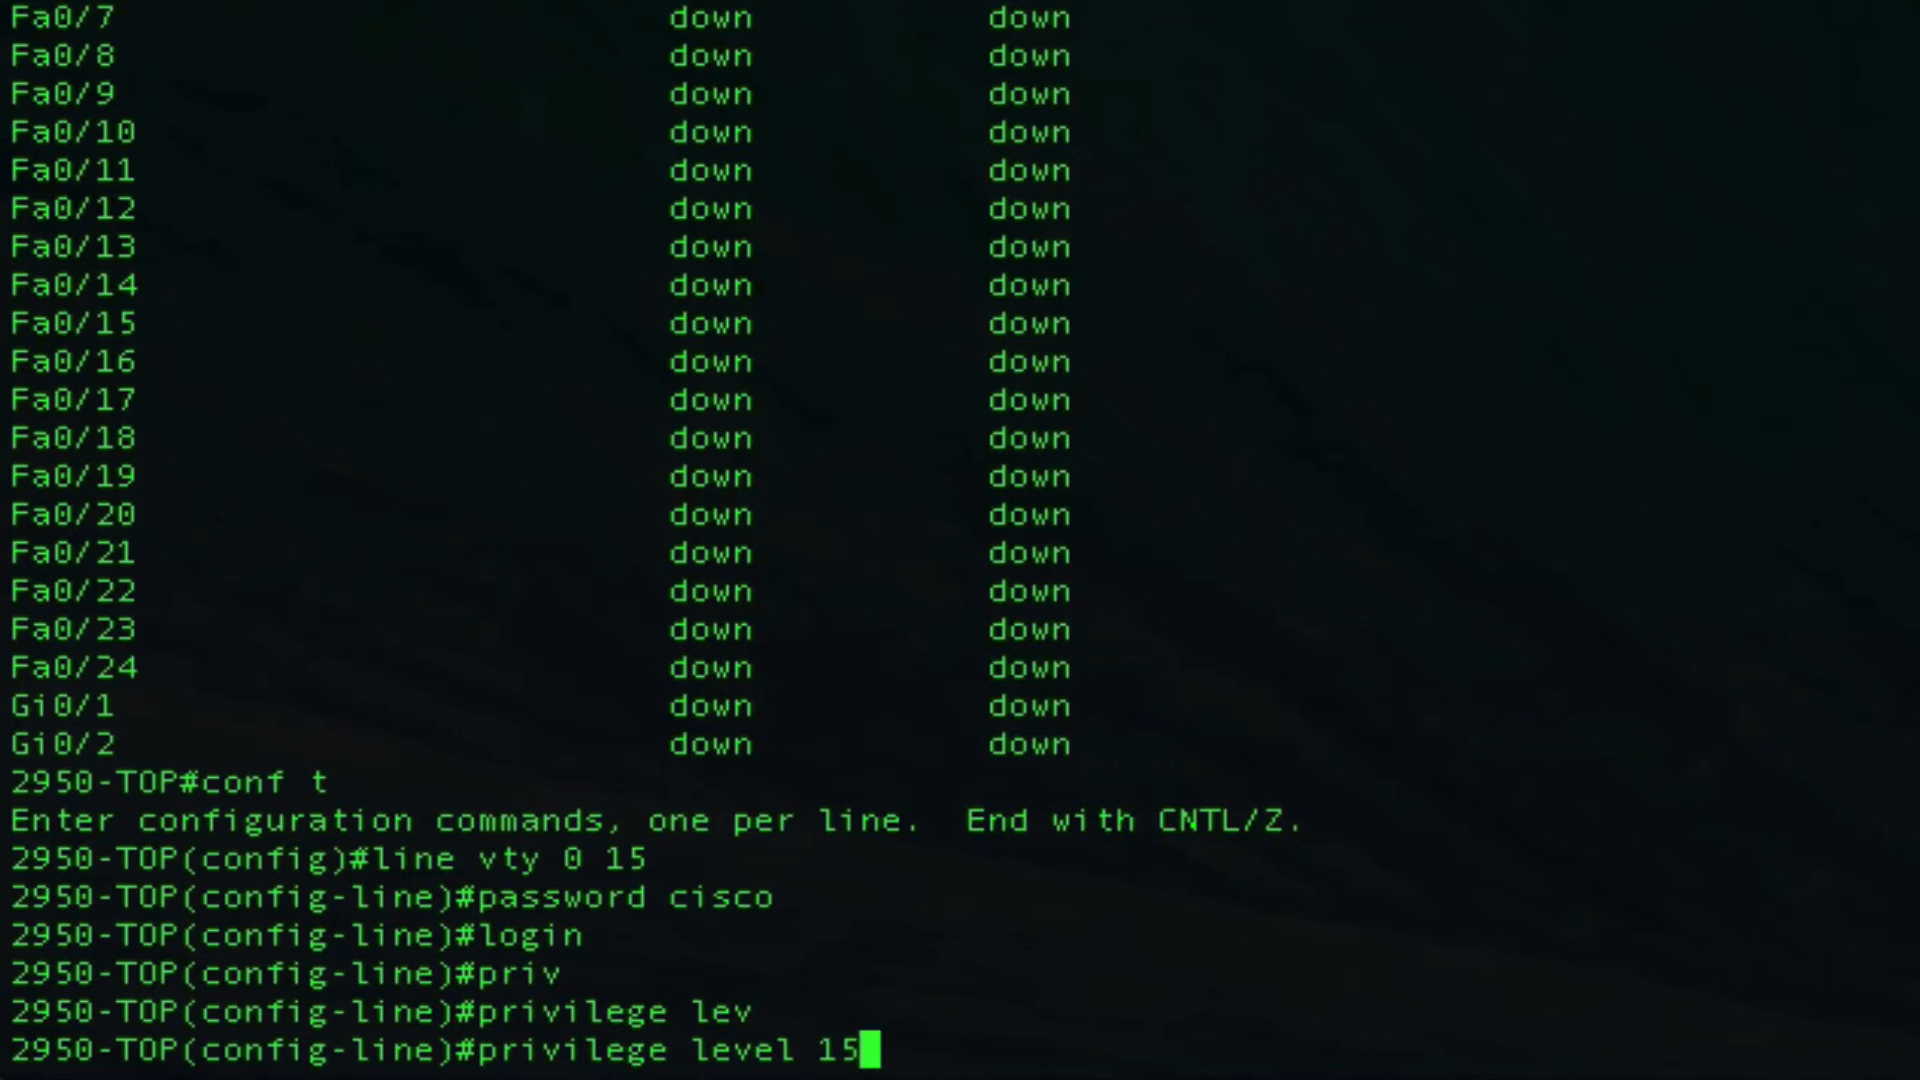 Fa0/7 down down
Fa0/8 down down
Fa0/9 down down
Fa0/10 down down
Fa0/11 down down
Fa0/12 down down
Fa0/13 down down
Fa0/14 down down
Fa0/15 down down
Fa0/16 down down
Fa0/17 down down
Fa0/18 down down
Fa0/19 down down
Fa0/20 down down
Fa0/21 down down
Fa0/22 down down
Fa0/23 down down
Fa0/24 down down
Gi0/1 down down
Gi0/2 down down
2950-TOP#conf t
Enter configuration commands, one per line.  End with CNTL/Z.
2950-TOP(config)#line vty 0 15
2950-TOP(config-line)#password cisco
2950-TOP(config-line)#login
2950-TOP(config-line)#priv
2950-TOP(config-line)#privilege lev
2950-TOP(config-line)#privilege level 15